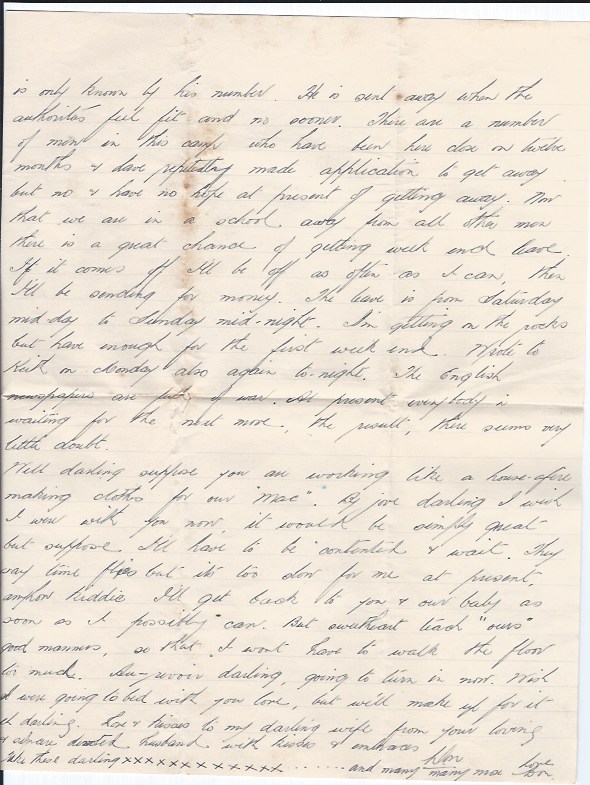 is only known by his number. He is sent away when the
authorities feel fit and no sooner. There are a number
of men in this camp who have been here close on twelve
months & have made application to get away
but no & have no hope at present of getting away. Now
that we are in a school, away from all other men
there is a great chance of getting week end leave.
If it comes off I'll be off as often as I can, then
I'll be sending for money. The leave is from Saturday
mid-day to Sunday mid-night. I'm getting on the rocks
but have enough for the first week end. Wrote to
Keith on Monday also again to-night. The English
newspapers are full of war. At present everybody is
waiting for the next move, the result, there seems very
little doubt.
Well darling suppose you are working like a house-afire
making cloths for our "Mac". By jove darling I wish
I were with you now, it would be simply great
but suppose I'll have to be contented & wait. They
say time flies but its too slow for me at present.
anyhow kiddie I'll get back to you & our baby as
soon as I possibly can. But sweetheart teach "ours"
good manners, so that I wont have to walk the floor
too much. Au-revoir darling, going to turn in now. Wish
I were going to bed with you love, but we'll make up for it
eh darling. Love & kisses to my darling wife from your loving
& sincere devoted husband with kisses & embraces
Don
Take these darling xxxxxxxxxxxxx ....... and many many more love
Don.